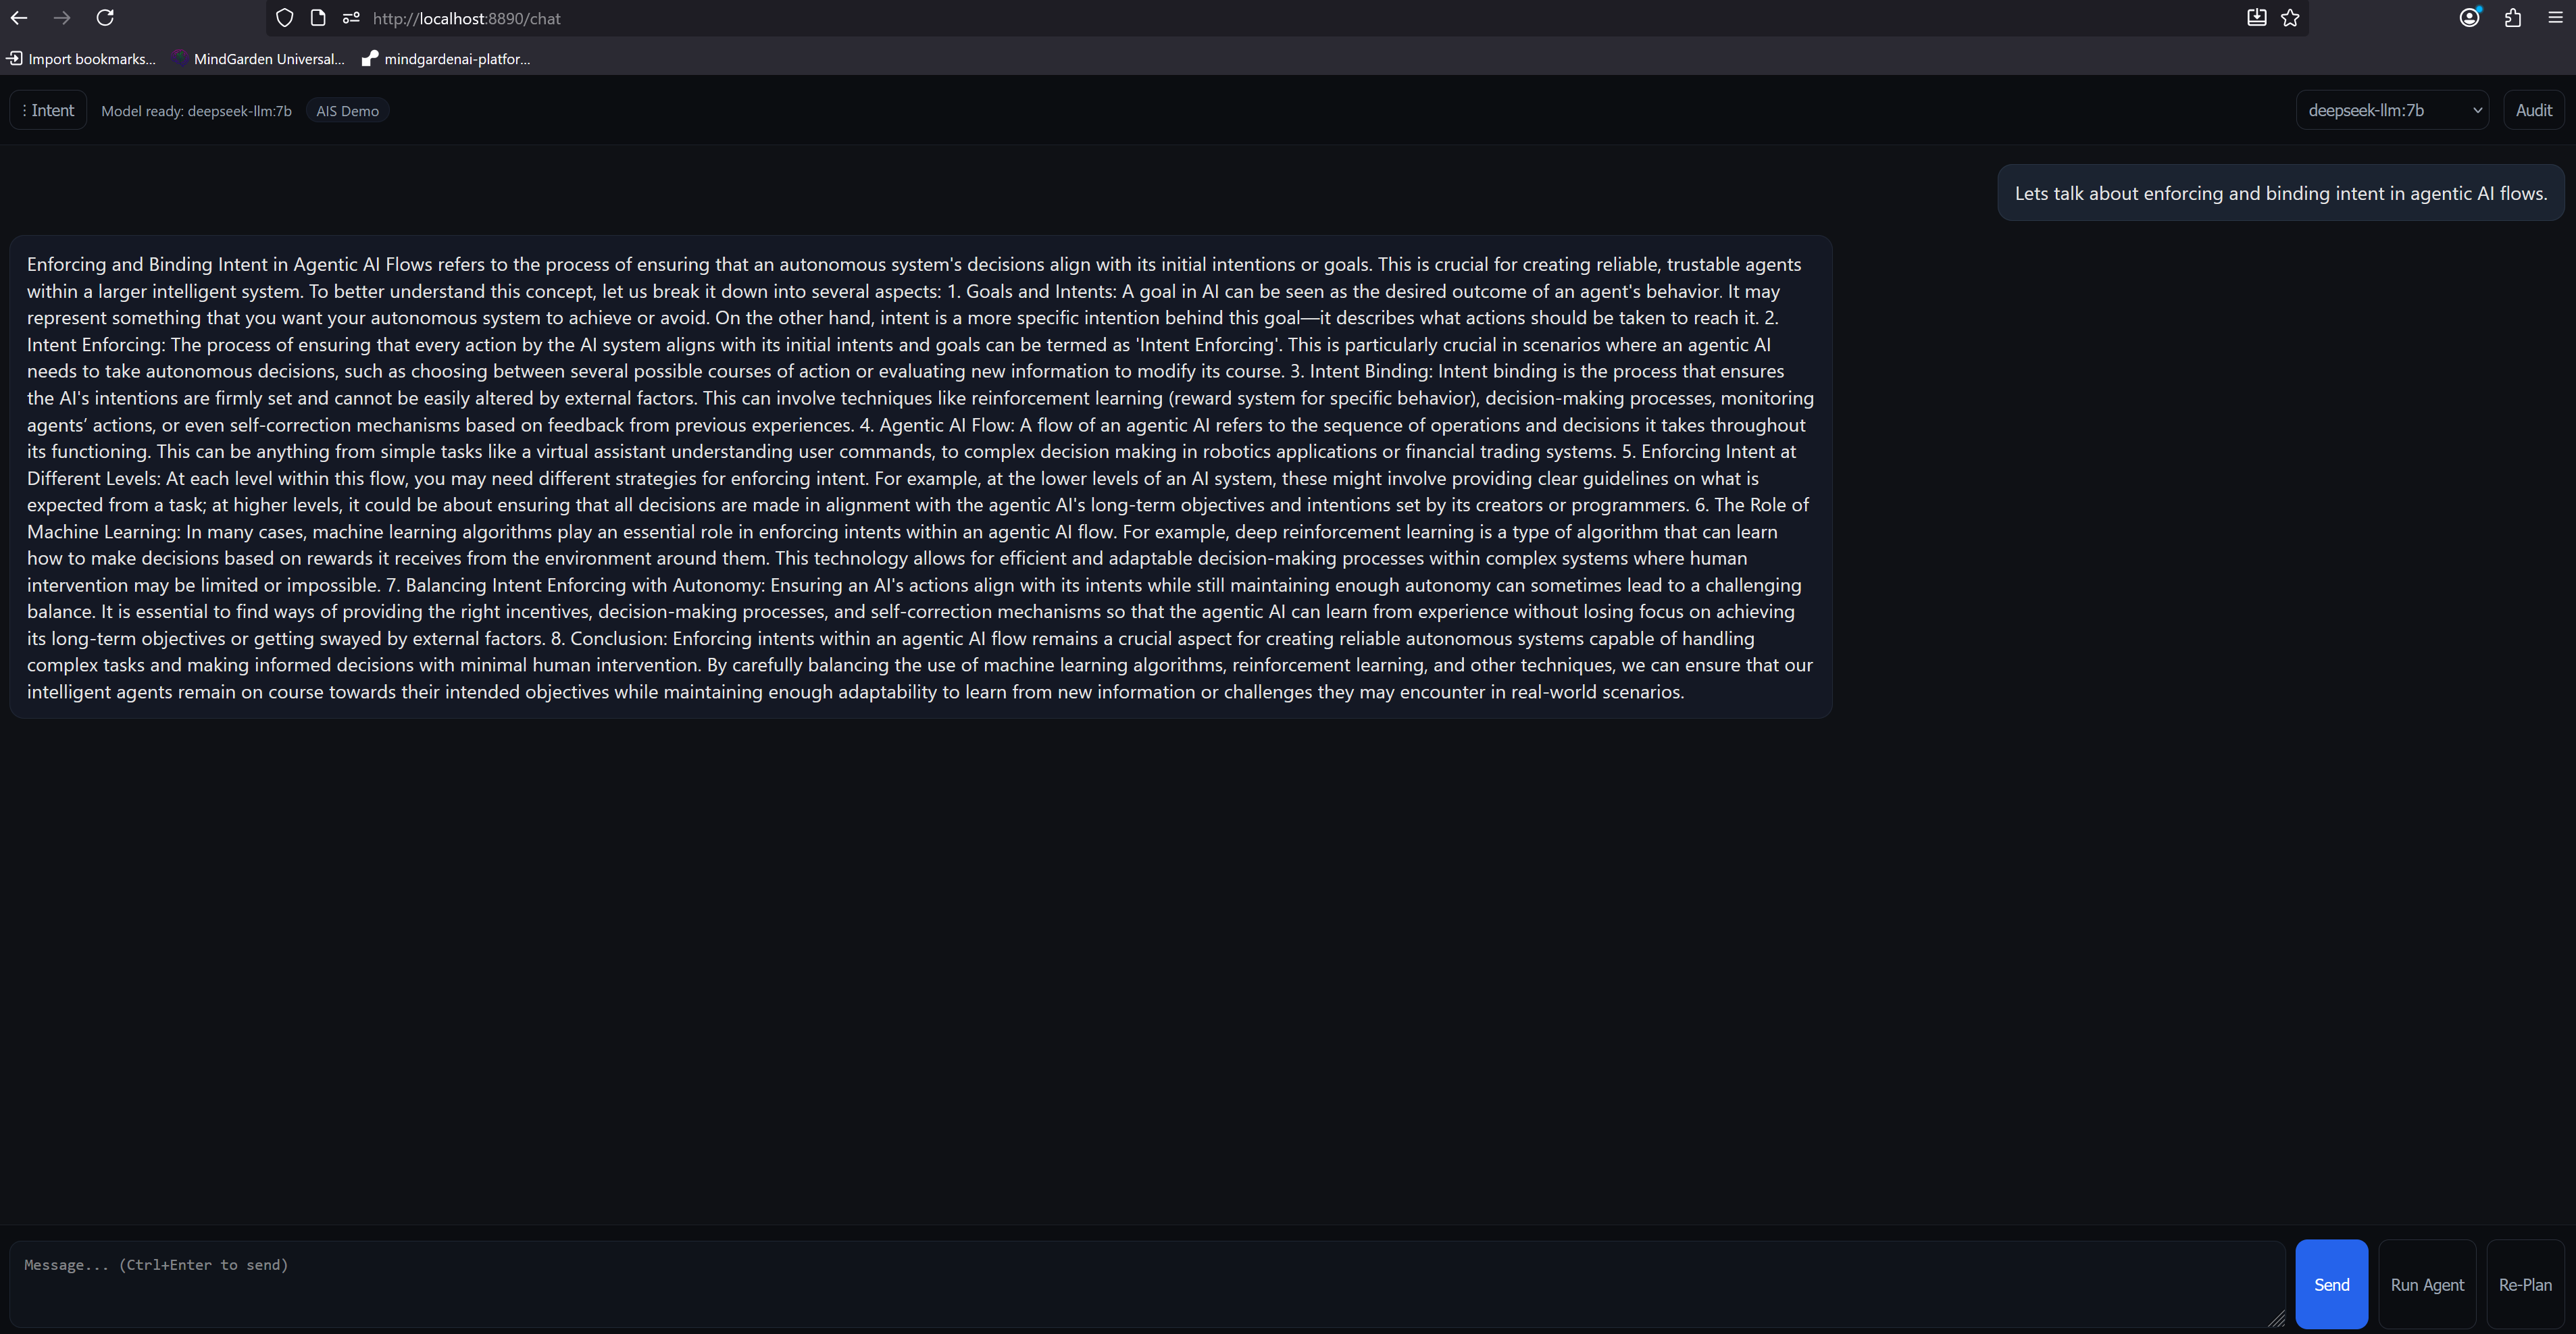 http://localhost:8890/chat
Import bookmarks...
MindGarden Universal...
mindgardenai-platfor...
⋮ Intent
Model ready: deepseek-llm:7b
AIS Demo
deepseek-llm:7b
Audit
Lets talk about enforcing and binding intent in agentic AI flows.
Enforcing and Binding Intent in Agentic AI Flows refers to the process of ensuring that an autonomous system's decisions align with its initial intentions or goals. This is crucial for creating reliable, trustable agents
within a larger intelligent system. To better understand this concept, let us break it down into several aspects: 1. Goals and Intents: A goal in AI can be seen as the desired outcome of an agent's behavior. It may
represent something that you want your autonomous system to achieve or avoid. On the other hand, intent is a more specific intention behind this goal—it describes what actions should be taken to reach it. 2.
Intent Enforcing: The process of ensuring that every action by the AI system aligns with its initial intents and goals can be termed as 'Intent Enforcing'. This is particularly crucial in scenarios where an agentic AI
needs to take autonomous decisions, such as choosing between several possible courses of action or evaluating new information to modify its course. 3. Intent Binding: Intent binding is the process that ensures
the AI's intentions are firmly set and cannot be easily altered by external factors. This can involve techniques like reinforcement learning (reward system for specific behavior), decision-making processes, monitoring
agents’ actions, or even self-correction mechanisms based on feedback from previous experiences. 4. Agentic AI Flow: A flow of an agentic AI refers to the sequence of operations and decisions it takes throughout
its functioning. This can be anything from simple tasks like a virtual assistant understanding user commands, to complex decision making in robotics applications or financial trading systems. 5. Enforcing Intent at
Different Levels: At each level within this flow, you may need different strategies for enforcing intent. For example, at the lower levels of an AI system, these might involve providing clear guidelines on what is
expected from a task; at higher levels, it could be about ensuring that all decisions are made in alignment with the agentic AI's long-term objectives and intentions set by its creators or programmers. 6. The Role of
Machine Learning: In many cases, machine learning algorithms play an essential role in enforcing intents within an agentic AI flow. For example, deep reinforcement learning is a type of algorithm that can learn
how to make decisions based on rewards it receives from the environment around them. This technology allows for efficient and adaptable decision-making processes within complex systems where human
intervention may be limited or impossible. 7. Balancing Intent Enforcing with Autonomy: Ensuring an AI's actions align with its intents while still maintaining enough autonomy can sometimes lead to a challenging
balance. It is essential to find ways of providing the right incentives, decision-making processes, and self-correction mechanisms so that the agentic AI can learn from experience without losing focus on achieving
its long-term objectives or getting swayed by external factors. 8. Conclusion: Enforcing intents within an agentic AI flow remains a crucial aspect for creating reliable autonomous systems capable of handling
complex tasks and making informed decisions with minimal human intervention. By carefully balancing the use of machine learning algorithms, reinforcement learning, and other techniques, we can ensure that our
intelligent agents remain on course towards their intended objectives while maintaining enough adaptability to learn from new information or challenges they may encounter in real-world scenarios.
Message... (Ctrl+Enter to send)
Send
Run Agent
Re-Plan